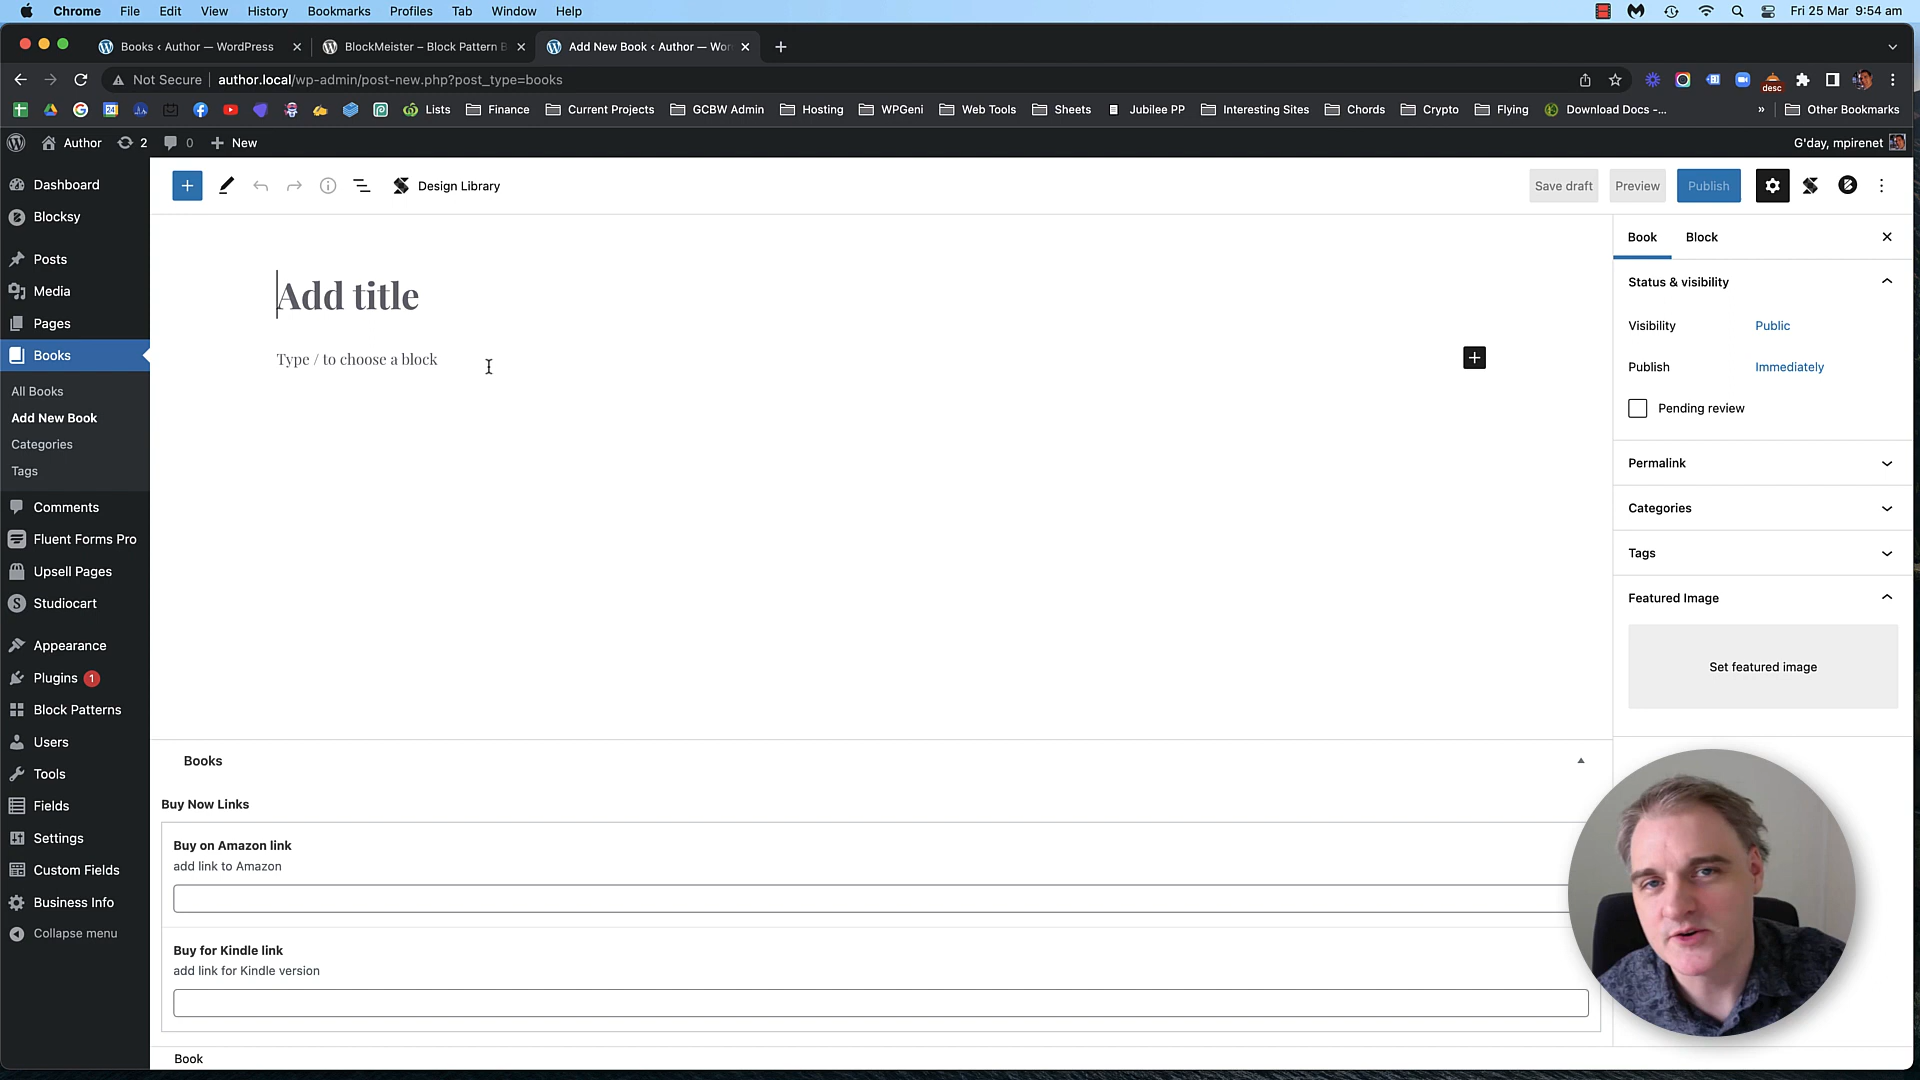 Chrome File Edit View History Bookmarks Profiles Tab Window Help Fri 25 Mar 9:54 am
Books ‹ Author — WordPress BlockMeister – Block Pattern B Add New Book ‹ Author — Wor
Not Secure author.local/wp-admin/post-new.php?post_type=books
Lists Finance Current Projects GCBW Admin Hosting WPGeni Web Tools Sheets Jubilee PP Interesting Sites Chords Crypto Flying Download Docs -... » Other Bookmarks
desc
Author 2 0 New G'day, mpirenet
Dashboard
Blocksy
Posts
Media
Pages
Books
All Books
Add New Book
Categories
Tags
Comments
Fluent Forms Pro
Upsell Pages
Studiocart
Appearance
Plugins 1
Block Patterns
Users
Tools
Fields
Settings
Custom Fields
Business Info
Collapse menu
Design Library Save draft Preview Publish
Add title
Type / to choose a block
Books
Buy Now Links
Buy on Amazon link
add link to Amazon
Buy for Kindle link
add link for Kindle version
Book
Book Block
Status & visibility
Visibility Public
Publish Immediately
Pending review
Permalink
Categories
Tags
Featured Image
Set featured image